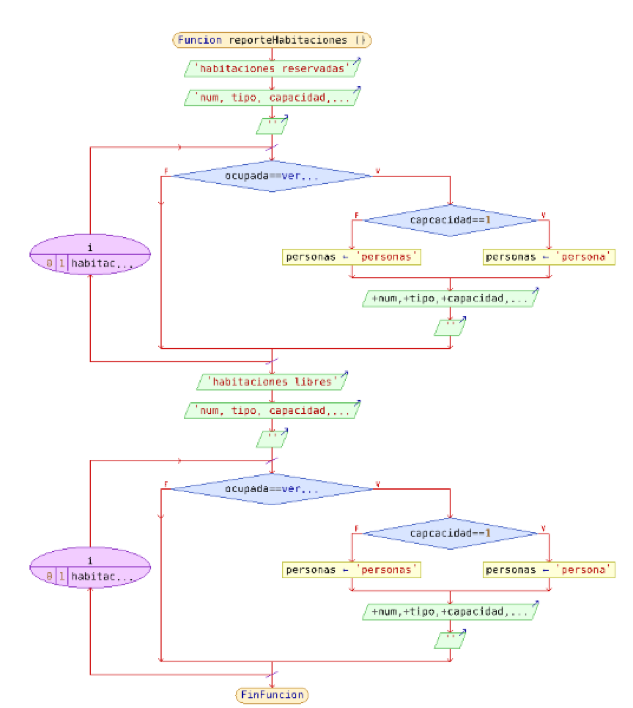 Funcion reporteHabitaciones ()
'habitaciones reservadas'
'num, tipo, capacidad,...
''
F
ocupada==ver...
V
F
capcacidad==1
V
i
0 1 habitac...
personas ← 'personas'
personas ← 'persona'
+num,+tipo,+capacidad,...
''
'habitaciones libres'
'num, tipo, capacidad,...
''
F
ocupada==ver...
V
F
capcacidad==1
V
i
0 1 habitac...
personas ← 'personas'
personas ← 'persona'
+num,+tipo,+capacidad,...
''
FinFuncion